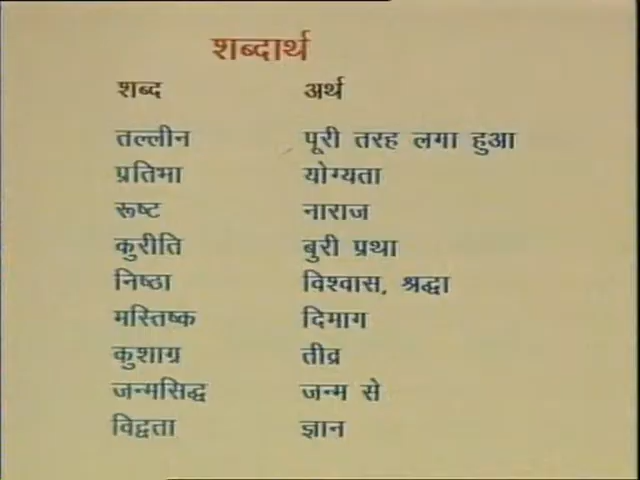 शब्दार्थ
शब्द अर्थ
तल्लीन पूरी तरह लगा हुआ
प्रतिमा योग्यता
रूष्ट नाराज
कुरीति बुरी प्रथा
निष्ठा विश्वास, श्रद्धा
मस्तिष्क दिमाग
कुशाग्र तीव्र
जन्मसिद्ध जन्म से
विद्वता ज्ञान